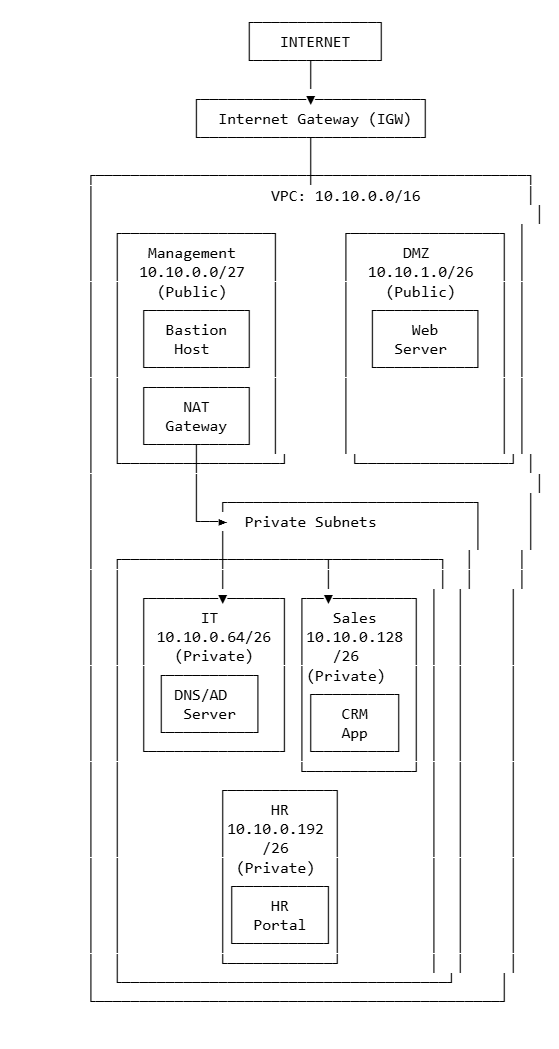 INTERNET
Internet Gateway (IGW)
VPC: 10.10.0.0/16
Management
10.10.0.0/27
(Public)
Bastion
Host
NAT
Gateway
DMZ
10.10.1.0/26
(Public)
Web
Server
Private Subnets
IT
10.10.0.64/26
(Private)
DNS/AD
Server
Sales
10.10.0.128
/26
(Private)
CRM
App
HR
10.10.0.192
/26
(Private)
HR
Portal